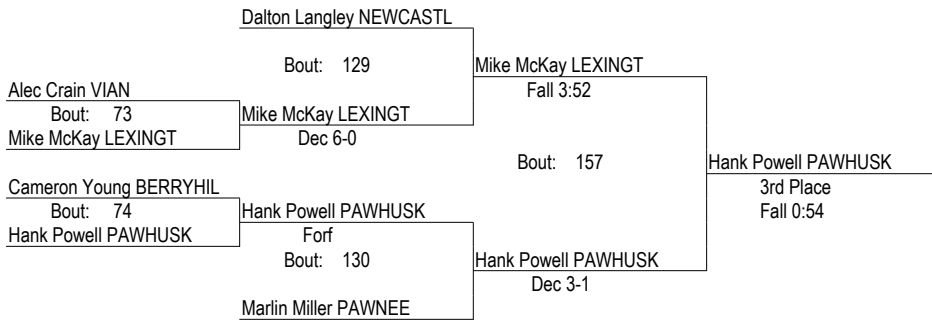 Dalton Langley NEWCASTL
Bout: 129
Mike McKay LEXINGT
Fall 3:52
Alec Crain VIAN
Bout: 73
Mike McKay LEXINGT
Mike McKay LEXINGT
Dec 6-0
Bout: 157
Hank Powell PAWHUSK
3rd Place
Fall 0:54
Cameron Young BERRYHIL
Bout: 74
Hank Powell PAWHUSK
Hank Powell PAWHUSK
Forf
Bout: 130
Hank Powell PAWHUSK
Dec 3-1
Marlin Miller PAWNEE